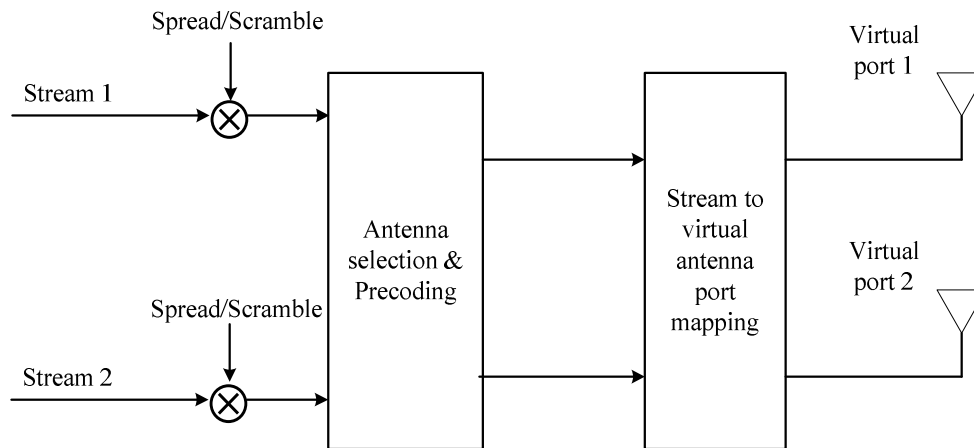 Spread/Scramble
Stream 1
Spread/Scramble
Stream 2
Antenna
selection &
Precoding
Stream to
virtual
antenna
port
mapping
Virtual
port 1
Virtual
port 2